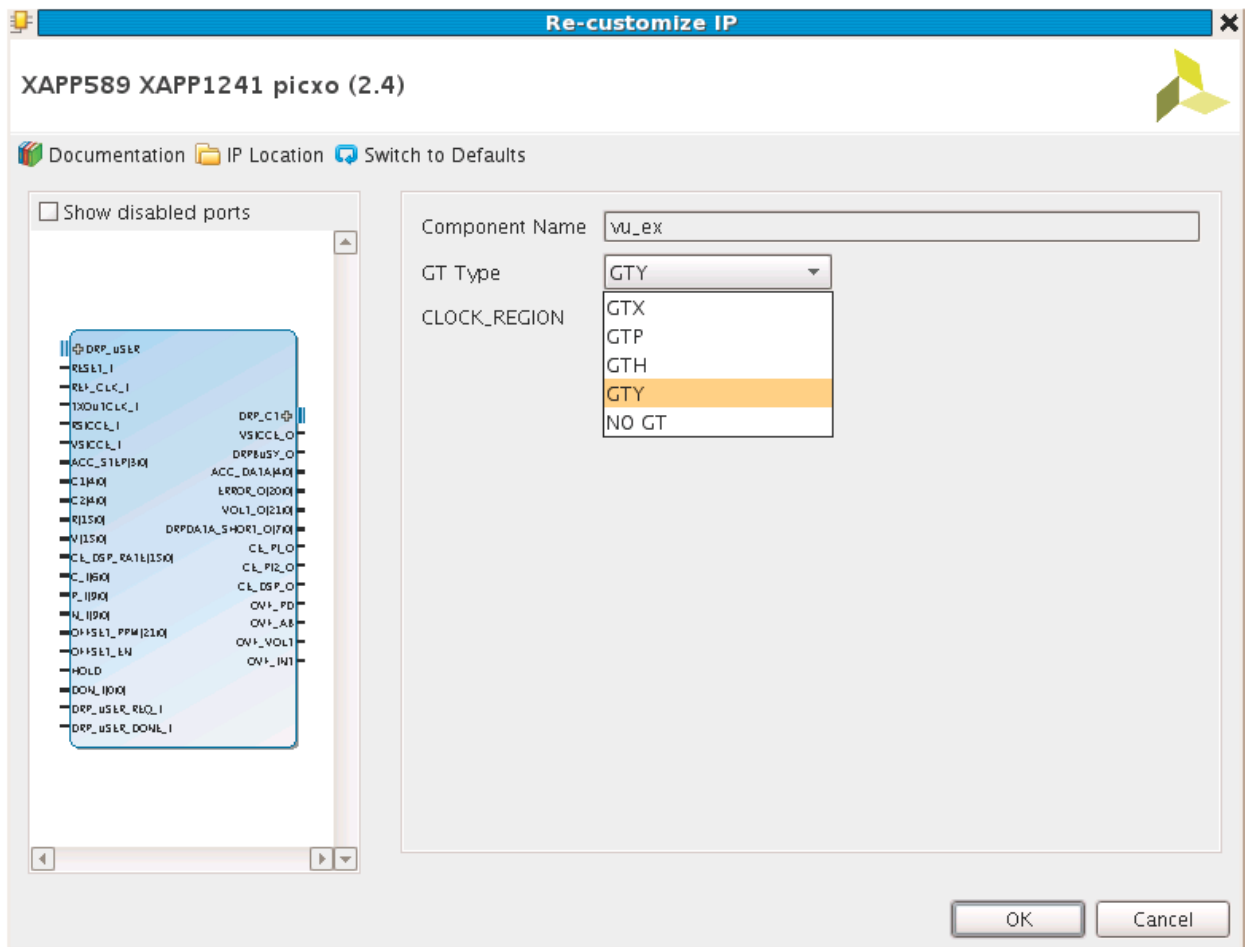 Re-customize IP
XAPP589 XAPP1241 picxo (2.4)
Documentation IP Location Switch to Defaults
Show disabled ports
DRP_USER
RESET_I
REF_CLK_I
TXOUTCLK_I
RSIGCE_I
VSIGCE_I
ACC_STEP[3:0]
G1[4:0]
G2[4:0]
R[15:0]
V[15:0]
CE_DSP_RATE[15:0]
C_I[6:0]
P_I[9:0]
N_I[9:0]
OFFSET_PPM[21:0]
OFFSET_EN
HOLD
DON_I[0:0]
DRP_USER_REQ_I
DRP_USER_DONE_I
DRP_GT
VSIGCE_O
DRPBUSY_O
ACC_DATA[4:0]
ERROR_O[20:0]
VOLT_O[21:0]
DRPDATA_SHORT_O[7:0]
CE_PI_O
CE_PI2_O
CE_DSP_O
OVF_PD
OVF_AB
OVF_VOLT
OVF_INT
Component Name vu_ex
GT Type GTY
CLOCK_REGION
GTX
GTP
GTH
GTY
NO GT
OK Cancel